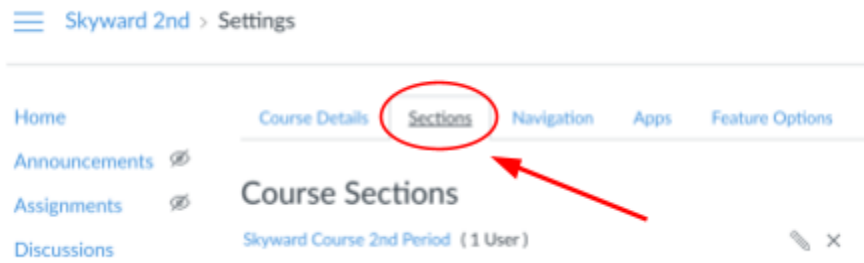 Skyward 2nd > Settings
Home
Announcements
Assignments
Discussions
Course Details Sections Navigation Apps Feature Options
Course Sections
Skyward Course 2nd Period ( 1 User )